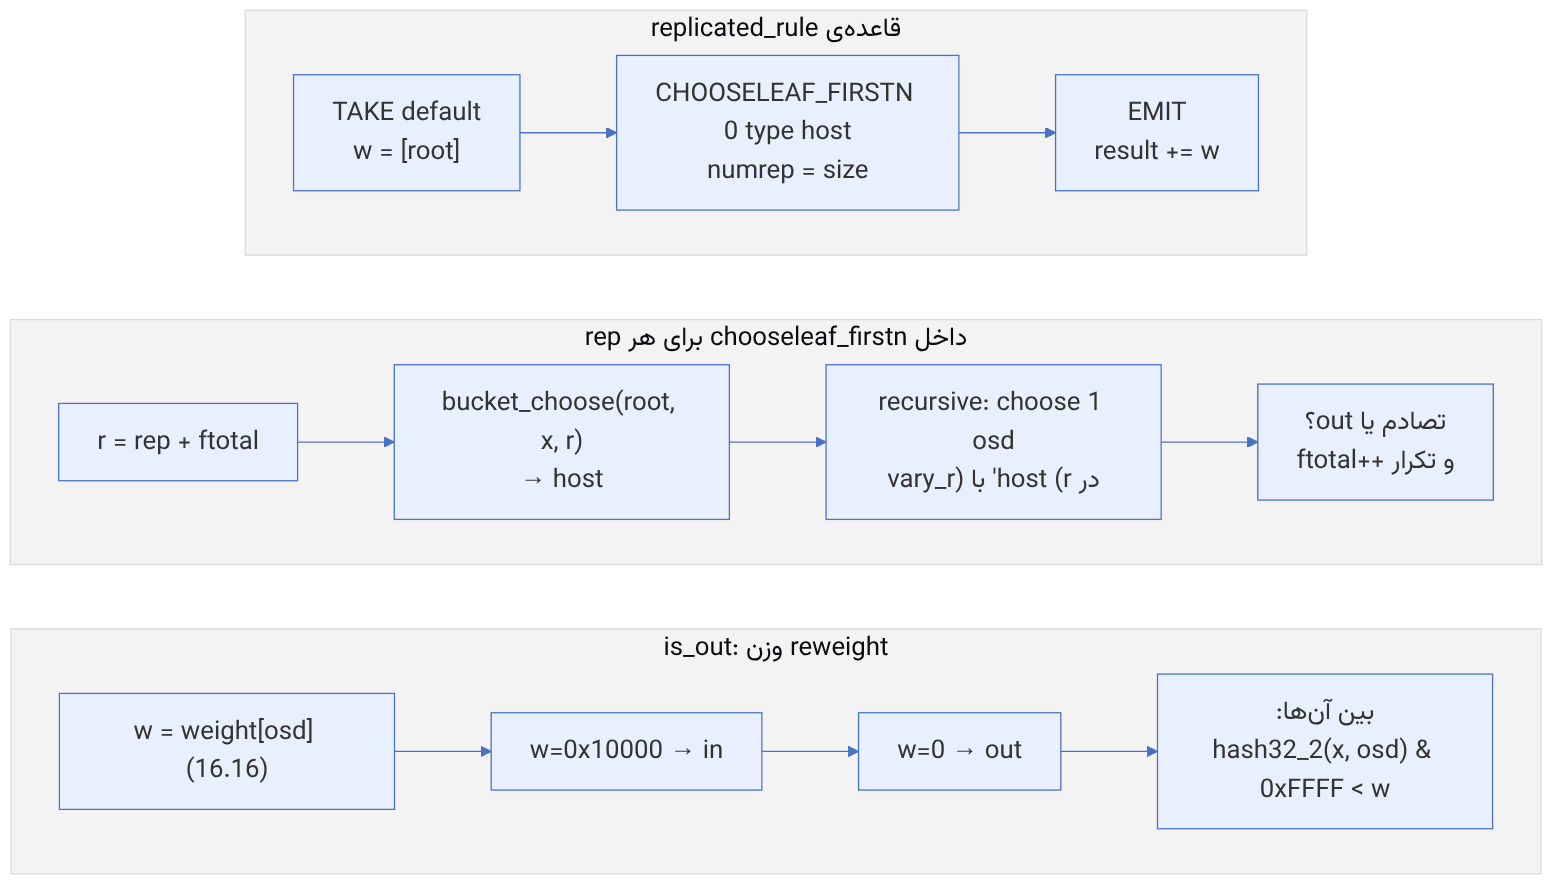 قاعده‌ی replicated_rule
TAKE default
w = [root]
CHOOSELEAF_FIRSTN
0 type host
numrep = size
EMIT
result += w
داخل chooseleaf_firstn برای هر rep
r = rep + ftotal
bucket_choose(root,
x, r)
→ host
recursive: choose 1
osd
در host با r' (vary_r)
تصادم یا out؟
ftotal++ و تکرار
is_out: وزن reweight
w = weight[osd]
(16.16)
w=0x10000 → in
w=0 → out
بین آن‌ها:
hash32_2(x, osd) &
0xFFFF < w